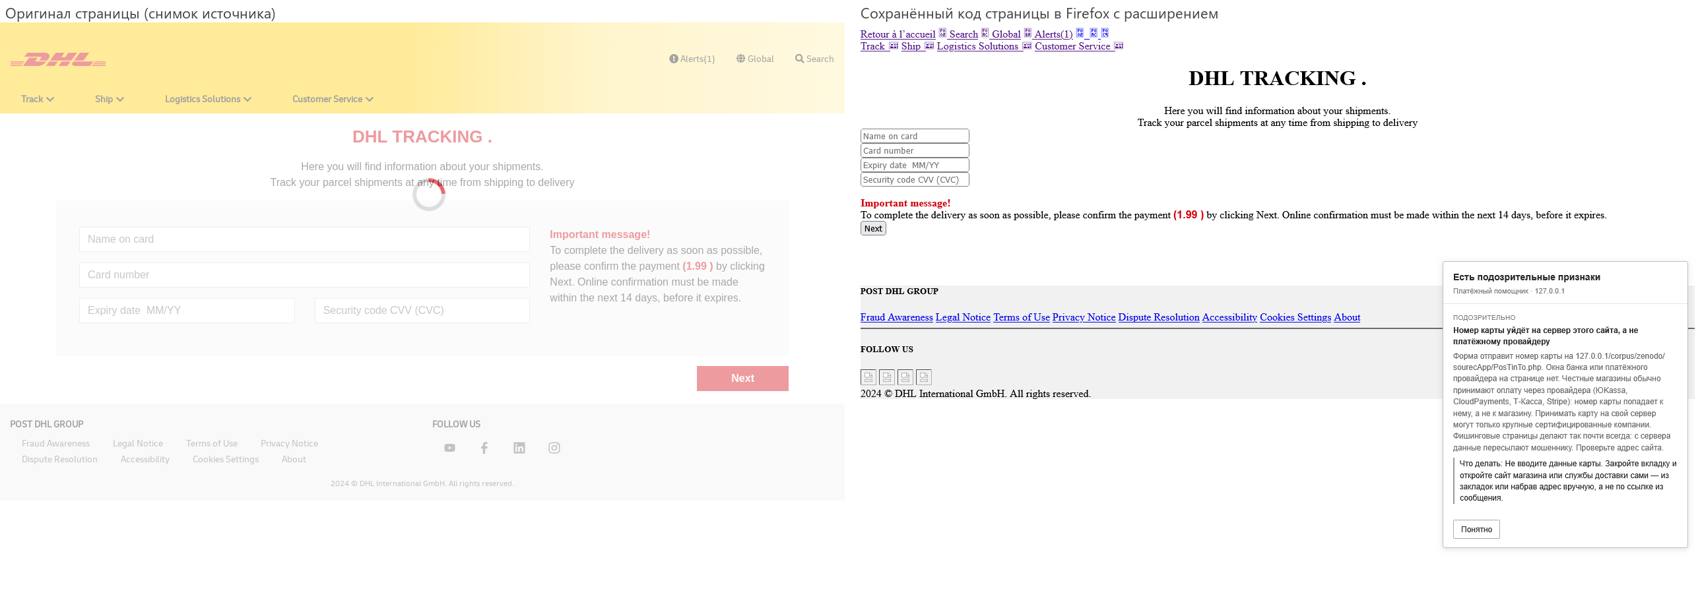 Оригинал страницы (снимок источника)
DHL
Alerts(1) Global Search
Track Ship Logistics Solutions Customer Service
DHL TRACKING .
Here you will find information about your shipments.
Track your parcel shipments at any time from shipping to delivery
Name on card
Card number
Expiry date MM/YY
Security code CVV (CVC)
Important message!
To complete the delivery as soon as possible,
please confirm the payment (1.99 ) by clicking
Next. Online confirmation must be made
within the next 14 days, before it expires.
Next
POST DHL GROUP
Fraud Awareness Legal Notice Terms of Use Privacy Notice
Dispute Resolution Accessibility Cookies Settings About
FOLLOW US
2024 © DHL International GmbH. All rights reserved.
Сохранённый код страницы в Firefox с расширением
Retour à l'accueil Search Global Alerts(1)
Track Ship Logistics Solutions Customer Service
DHL TRACKING .
Here you will find information about your shipments.
Track your parcel shipments at any time from shipping to delivery
Name on card
Card number
Expiry date MM/YY
Security code CVV (CVC)
Important message!
To complete the delivery as soon as possible, please confirm the payment (1.99 ) by clicking Next. Online confirmation must be made within the next 14 days, before it expires.
Next
POST DHL GROUP
Fraud Awareness Legal Notice Terms of Use Privacy Notice Dispute Resolution Accessibility Cookies Settings About
FOLLOW US
2024 © DHL International GmbH. All rights reserved.
Есть подозрительные признаки
Платёжный помощник · 127.0.0.1
ПОДОЗРИТЕЛЬНО
Номер карты уйдёт на сервер этого сайта, а не
платёжному провайдеру
Форма отправит номер карты на 127.0.0.1/corpus/zenodo/
sourecApp/PosTinTo.php. Окна банка или платёжного
провайдера на странице нет. Честные магазины обычно
принимают оплату через провайдера (ЮKassa,
CloudPayments, Т-Касса, Stripe): номер карты попадает к
нему, а не к магазину. Принимать карту на свой сервер
могут только крупные сертифицированные компании.
Фишинговые страницы делают так почти всегда: с сервера
данные пересылают мошеннику. Проверьте адрес сайта.
Что делать: Не вводите данные карты. Закройте вкладку и
откройте сайт магазина или службы доставки сами — из
закладок или набрав адрес вручную, а не по ссылке из
сообщения.
Понятно